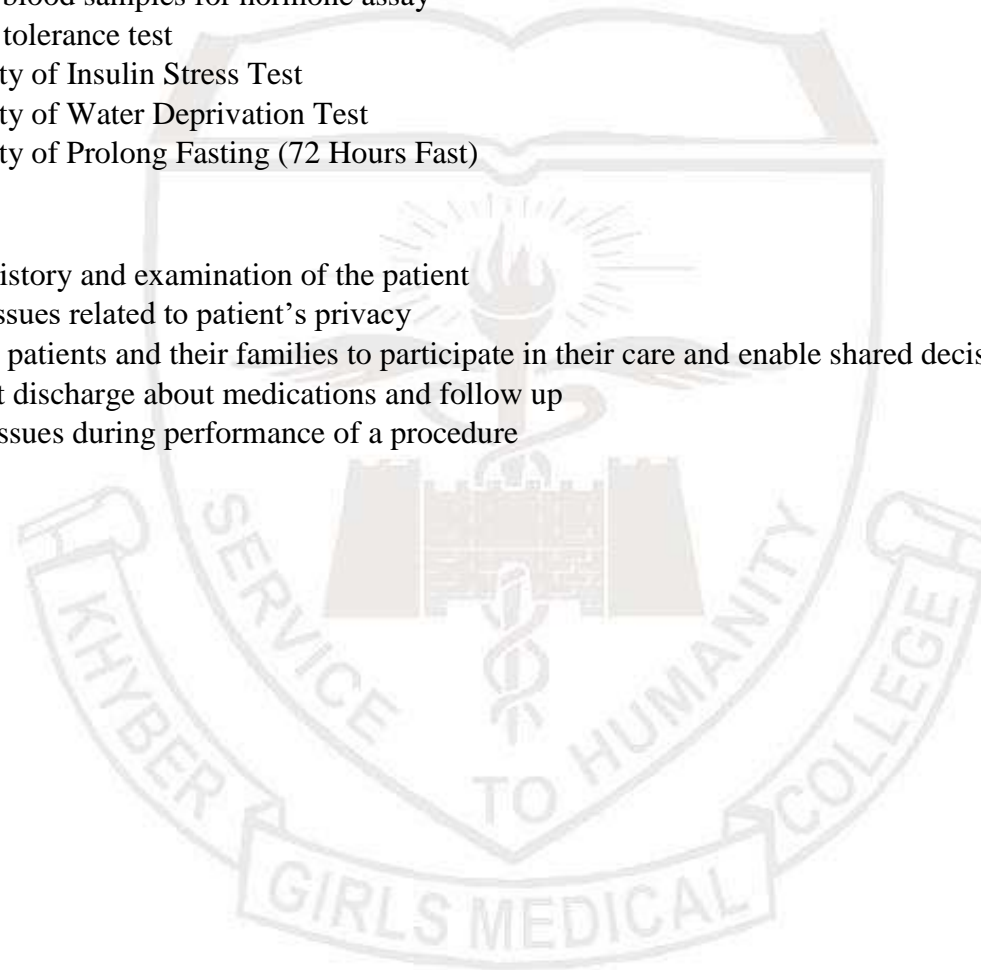 blood samples for hormone assay
tolerance test
ty of Insulin Stress Test
ty of Water Deprivation Test
ty of Prolong Fasting (72 Hours Fast)
istory and examination of the patient
ssues related to patient’s privacy
patients and their families to participate in their care and enable shared decis
t discharge about medications and follow up
ssues during performance of a procedure
SERVICE TO HUMANITY
KHYBER GIRLS MEDICAL COLLEGE